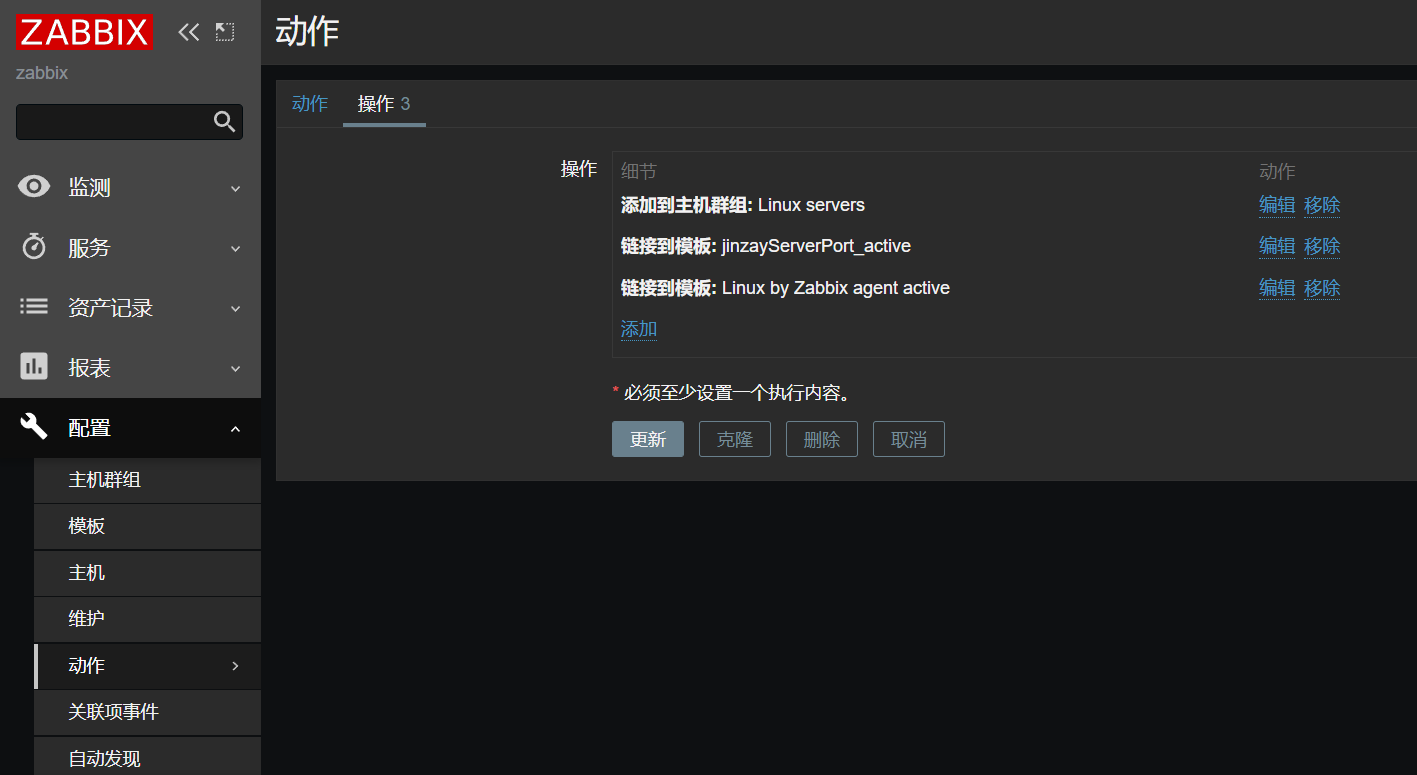 ZABBIX
zabbix
监测
服务
资产记录
报表
配置
主机群组
模板
主机
维护
动作
关联项事件
自动发现
动作
动作 操作 3
操作 细节 动作
添加到主机群组: Linux servers 编辑 移除
链接到模板: jinzayServerPort_active 编辑 移除
链接到模板: Linux by Zabbix agent active 编辑 移除
添加
* 必须至少设置一个执行内容。
更新 克隆 删除 取消